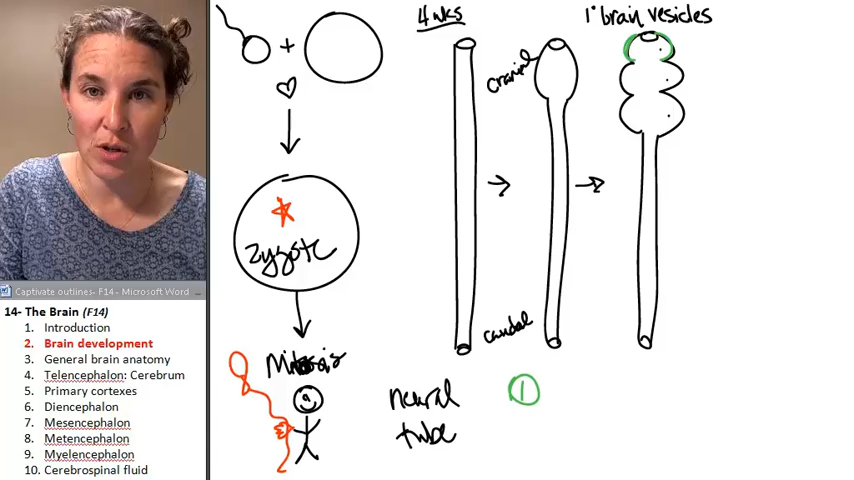 4 wks
1° brain vesicles
+
cranial
zygote
caudal
Mitosis
neural
tube
1
Captivate outlines- F14 - Microsoft Word
14- The Brain (F14)
1. Introduction
2. Brain development
3. General brain anatomy
4. Telencephalon: Cerebrum
5. Primary cortexes
6. Diencephalon
7. Mesencephalon
8. Metencephalon
9. Myelencephalon
10. Cerebrospinal fluid